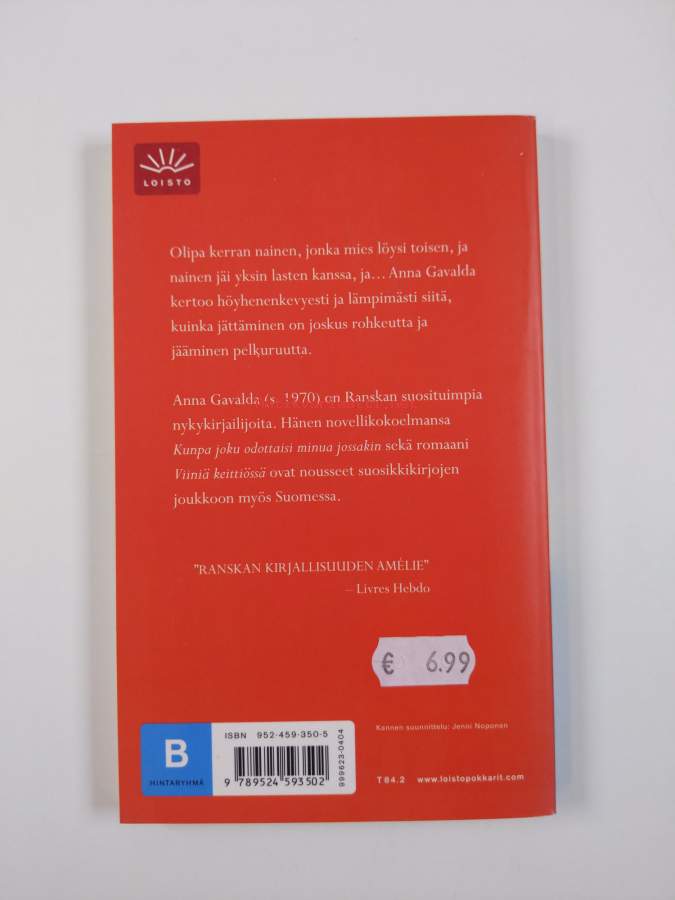 LOISTO
Olipa kerran nainen, jonka mies löysi toisen, ja
nainen jäi yksin lasten kanssa, ja... Anna Gavalda
kertoo höyhenenkevyesti ja lämpimästi siitä,
kuinka jättäminen on joskus rohkeutta ja
jääminen pelkuruutta.
Anna Gavalda (s. 1970) on Ranskan suosituimpia
nykykirjailijoita. Hänen novellikokoelmansa
Kunpa joku odottaisi minua jossakin sekä romaani
Viiniä keittiössä ovat nousseet suosikkikirjojen
joukkoon myös Suomessa.
"RANSKAN KIRJALLISUUDEN AMÉLIE"
– Livres Hebdo
€ 6.99
Kannen suunnittelu: Jenni Noponen
B
HINTARYHMÄ
ISBN 952-459-350-5
9 789524 593502
999623-0404
T 84.2 www.loistopokkarit.com